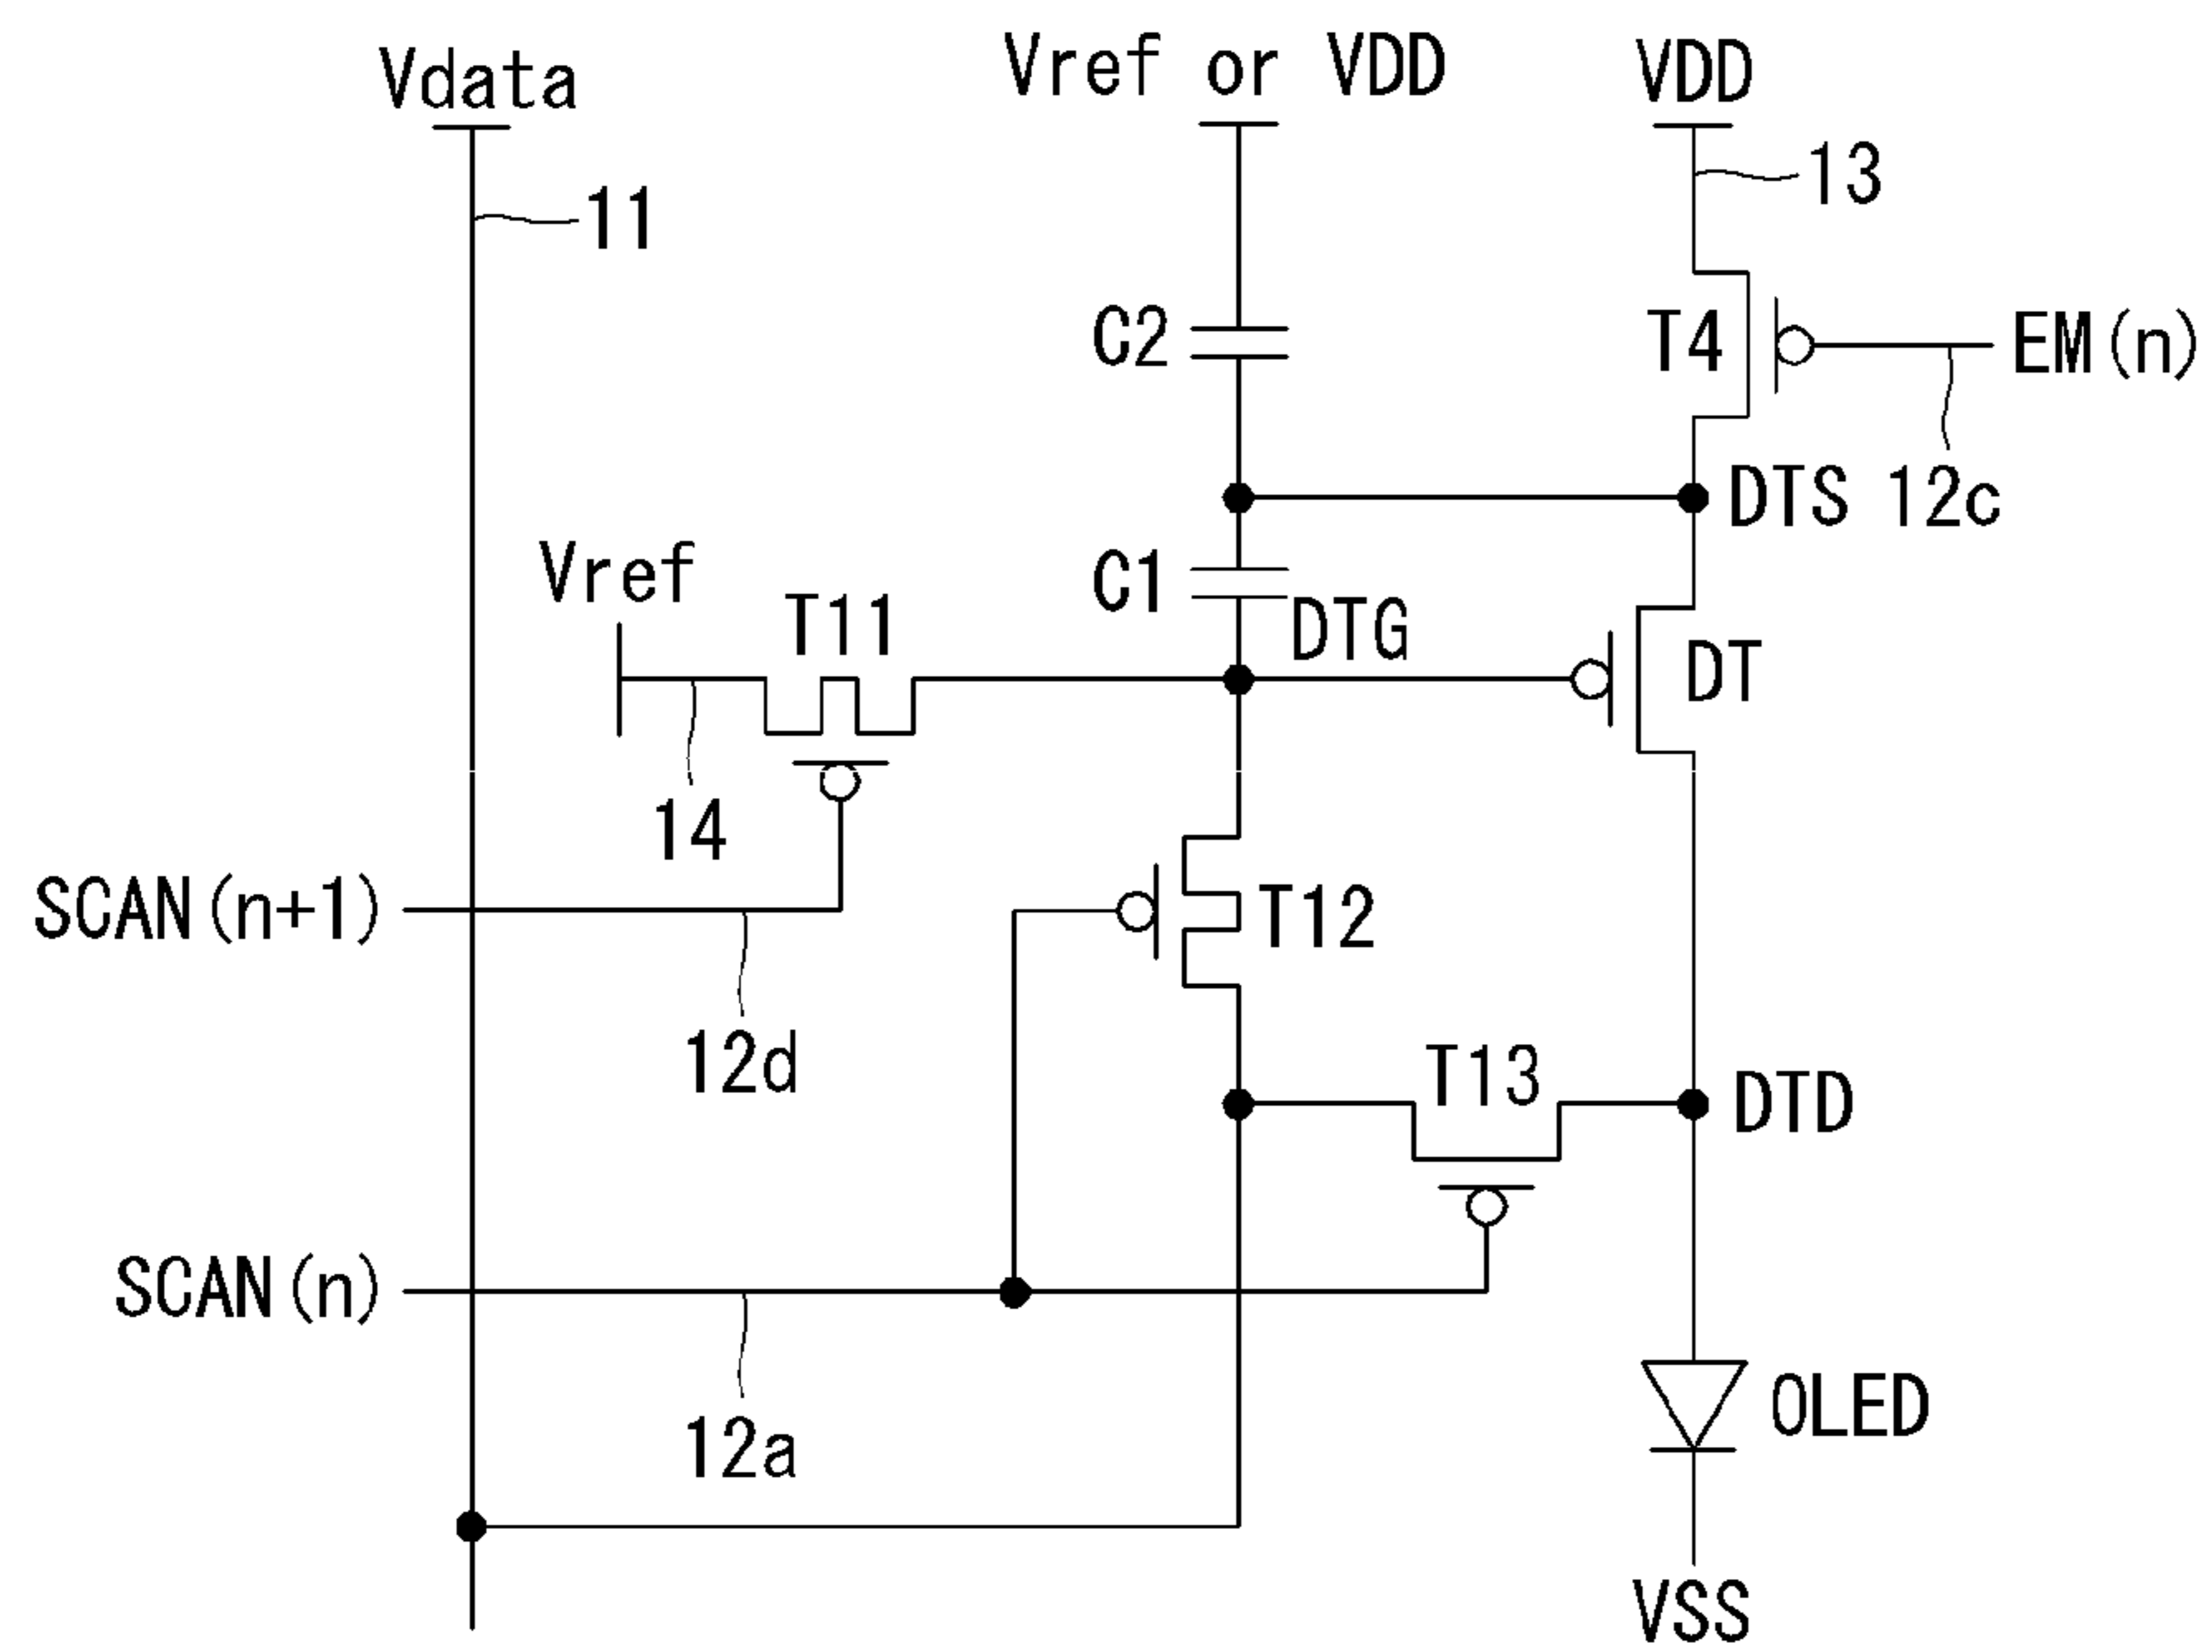 Vdata
Vref or VDD
VDD
13
11
C2
T4
EM(n)
DTS
12c
Vref
T11
C1
DTG
DT
14
SCAN(n+1)
T12
12d
T13
DTD
SCAN(n)
12a
OLED
VSS